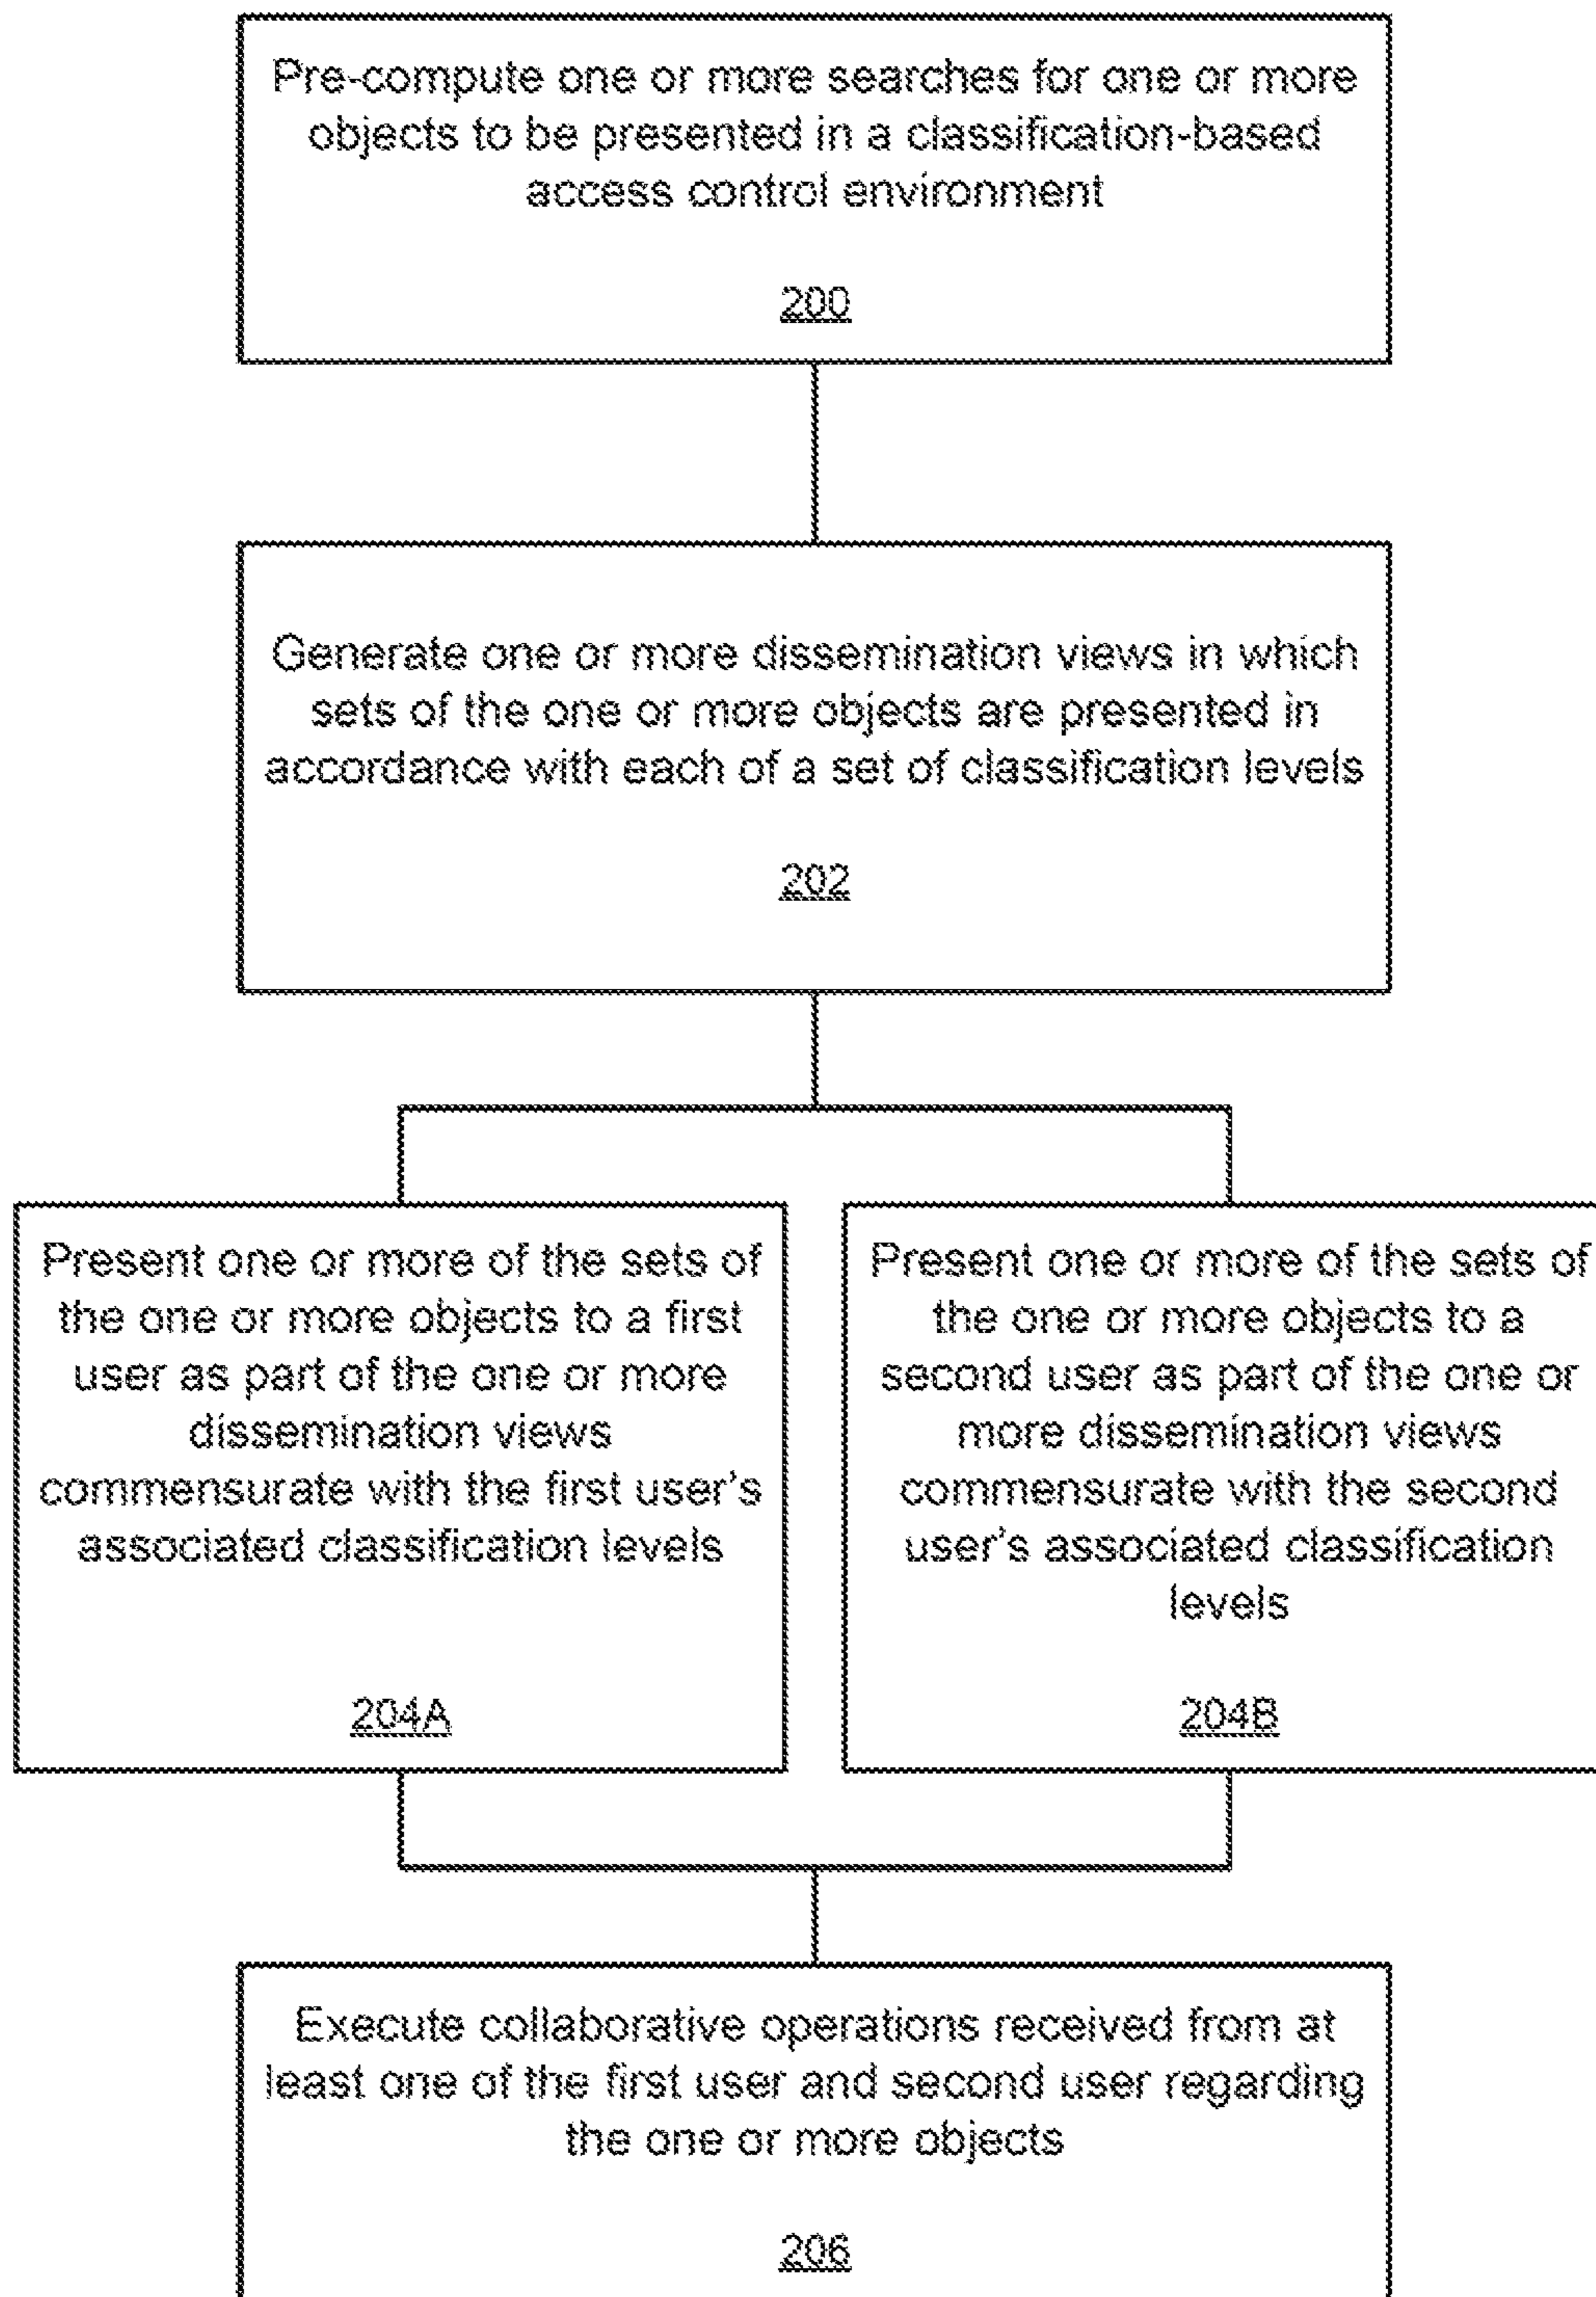 Pre-compute one or more searches for one or more
objects to be presented in a classification-based
access control environment
200
Generate one or more dissemination views in which
sets of the one or more objects are presented in
accordance with each of a set of classification levels
202
Present one or more of the sets of
the one or more objects to a first
user as part of the one or more
dissemination views
commensurate with the first user's
associated classification levels
204A
Present one or more of the sets of
the one or more objects to a
second user as part of the one or
more dissemination views
commensurate with the second
user's associated classification
levels
204B
Execute collaborative operations received from at
least one of the first user and second user regarding
the one or more objects
206